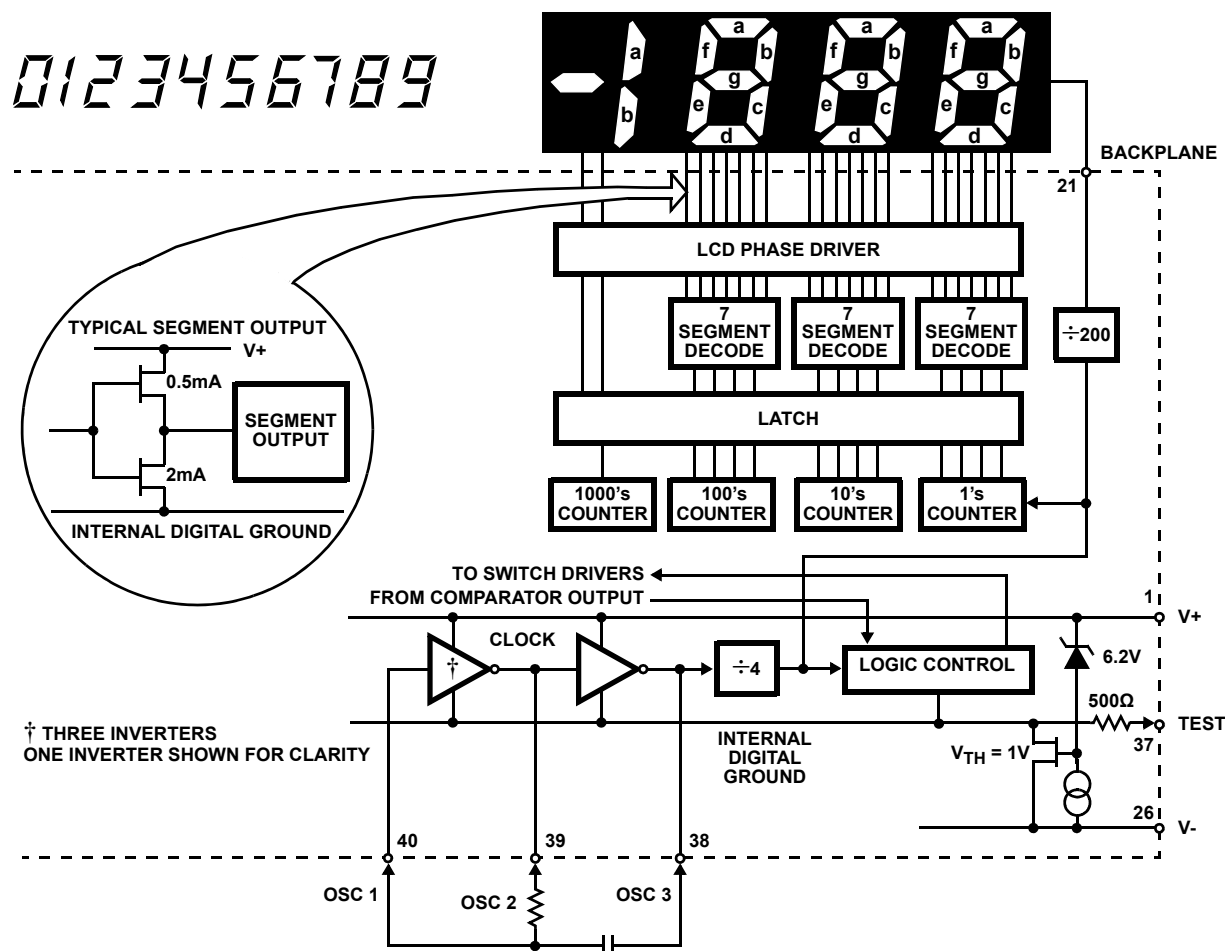 0123456789
a
a
a
a
f
b
f
b
f
b
g
g
g
b
e
c
e
c
e
c
d
d
d
BACKPLANE
21
LCD PHASE DRIVER
TYPICAL SEGMENT OUTPUT
V+
0.5mA
SEGMENT
OUTPUT
2mA
INTERNAL DIGITAL GROUND
7
SEGMENT
DECODE
7
SEGMENT
DECODE
7
SEGMENT
DECODE
÷200
LATCH
1000's
COUNTER
100's
COUNTER
10's
COUNTER
1's
COUNTER
TO SWITCH DRIVERS
FROM COMPARATOR OUTPUT
1
V+
CLOCK
†
÷4
LOGIC CONTROL
6.2V
500Ω
TEST
37
† THREE INVERTERS
ONE INVERTER SHOWN FOR CLARITY
INTERNAL
DIGITAL
GROUND
VTH = 1V
26
V-
40
39
38
OSC 1
OSC 2
OSC 3